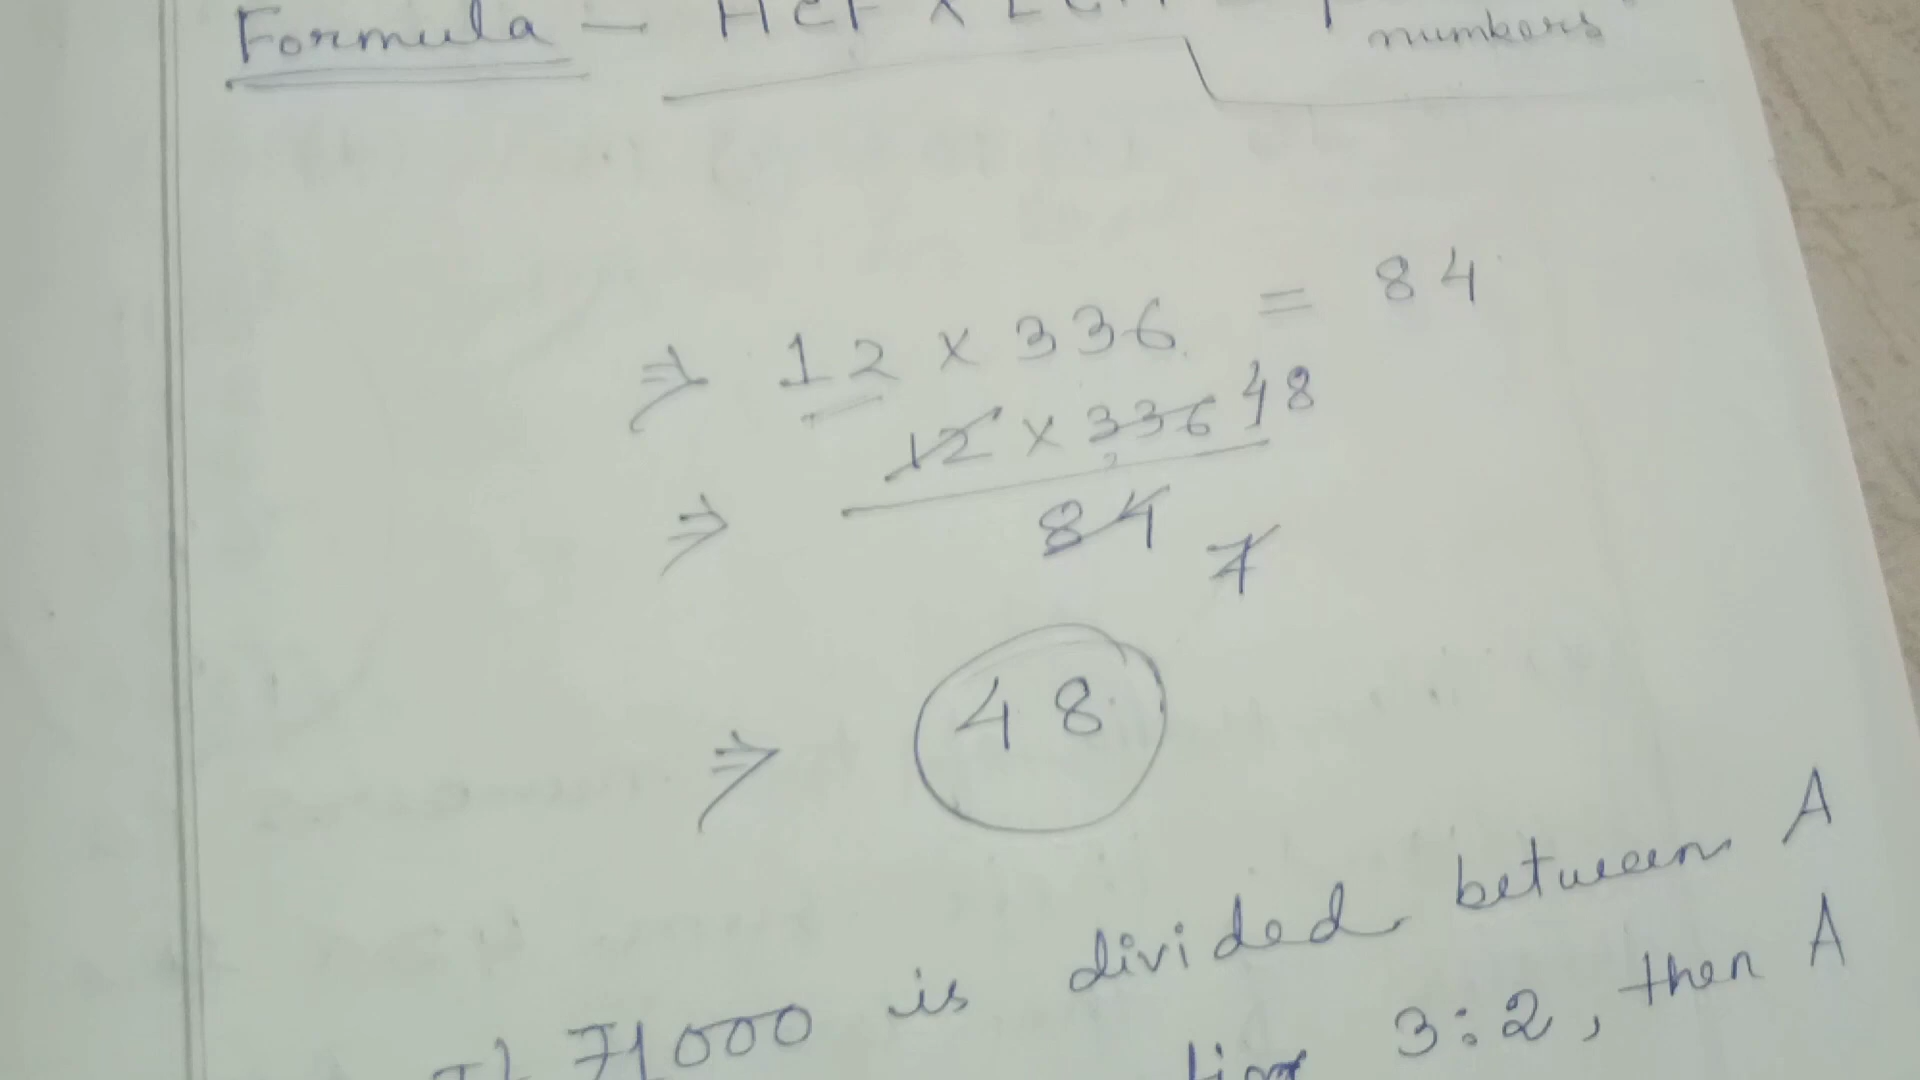 Formula — HCF X LCM
numbers
⇒ 12 × 336 = 84
12 × 336 48
⇒ 84 7
⇒ 48
is divided between A
3:2, then A